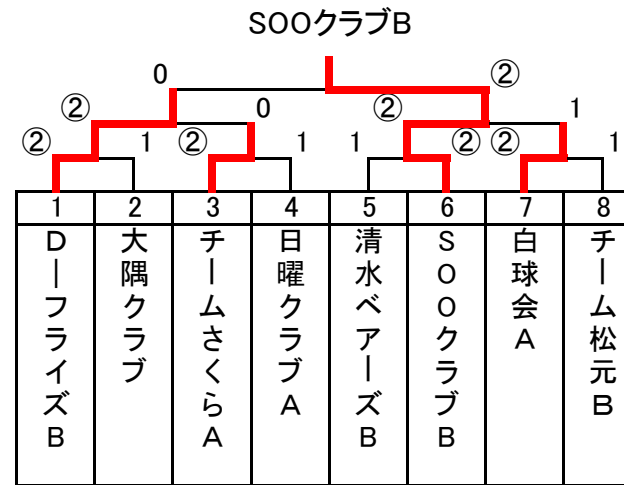 SOOクラブB
0 ②
② 0 ② 1
② 1 ② 1 1 ② ② 1
1 2 3 4 5 6 7 8
DーフライズB
大隅クラブ
チームさくらA
日曜クラブA
清水ベアーズB
SOOクラブB
白球会A
チーム松元B